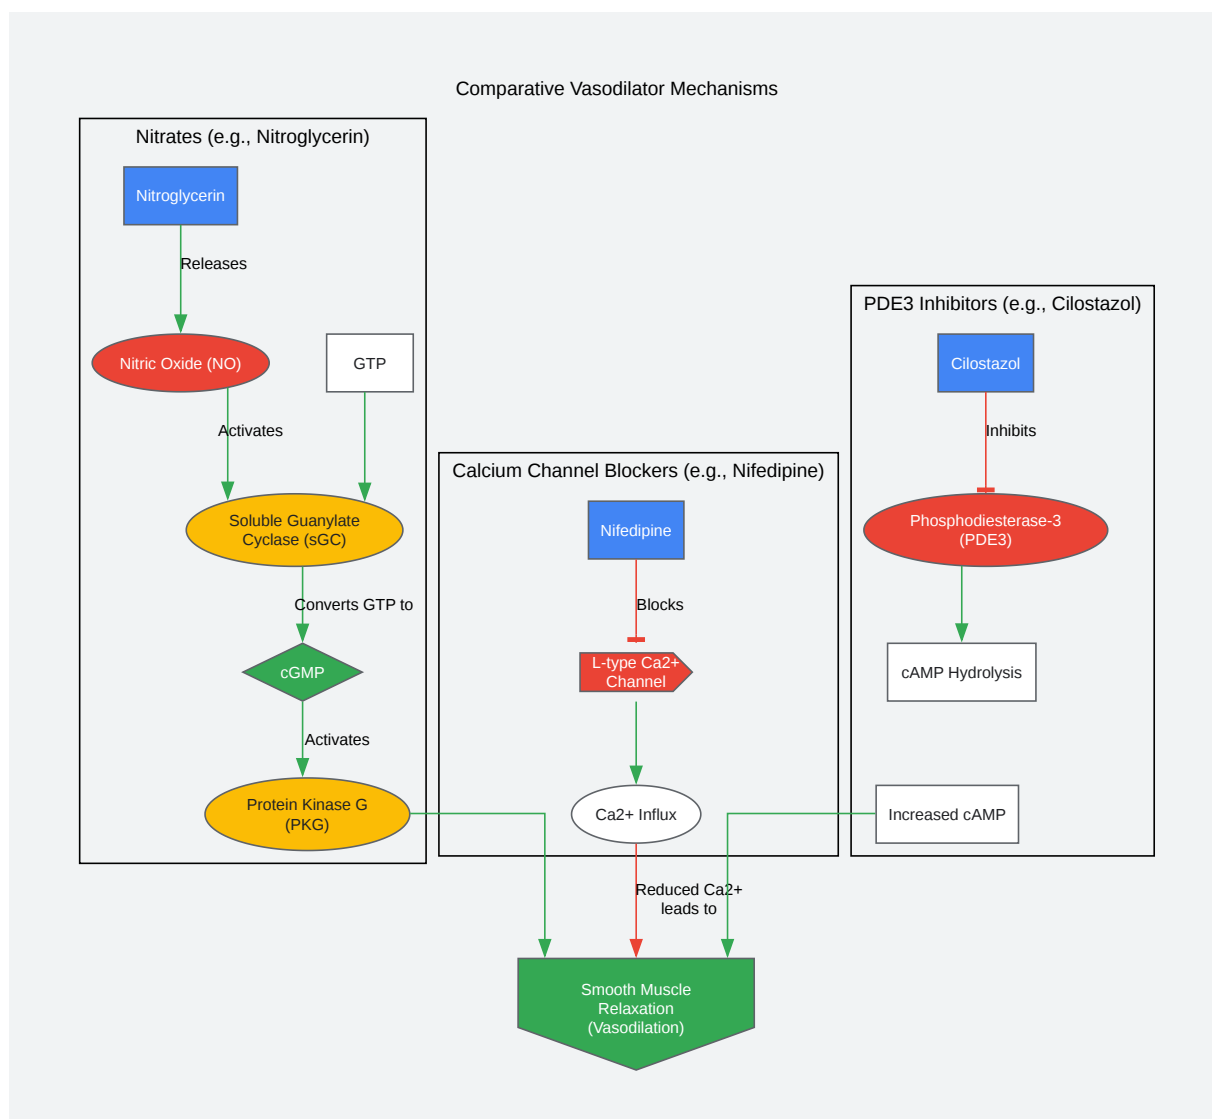 Comparative Vasodilator Mechanisms
Nitrates (e.g., Nitroglycerin)
Nitroglycerin
Releases
Nitric Oxide (NO)
GTP
Activates
Soluble Guanylate
Cyclase (sGC)
Converts GTP to
cGMP
Activates
Protein Kinase G
(PKG)
Calcium Channel Blockers (e.g., Nifedipine)
Nifedipine
Blocks
L-type Ca2+
Channel
Ca2+ Influx
Reduced Ca2+
leads to
PDE3 Inhibitors (e.g., Cilostazol)
Cilostazol
Inhibits
Phosphodiesterase-3
(PDE3)
cAMP Hydrolysis
Increased cAMP
Smooth Muscle
Relaxation
(Vasodilation)